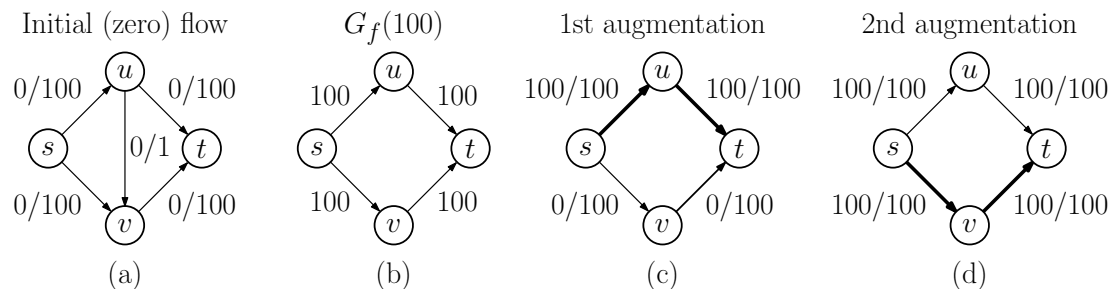 Initial (zero) flow
0/100
u
0/100
s
0/1
t
0/100
v
0/100
(a)
G_f(100)
100
u
100
s
t
100
v
100
(b)
1st augmentation
100/100
u
100/100
s
t
0/100
v
0/100
(c)
2nd augmentation
100/100
u
100/100
s
t
100/100
v
100/100
(d)